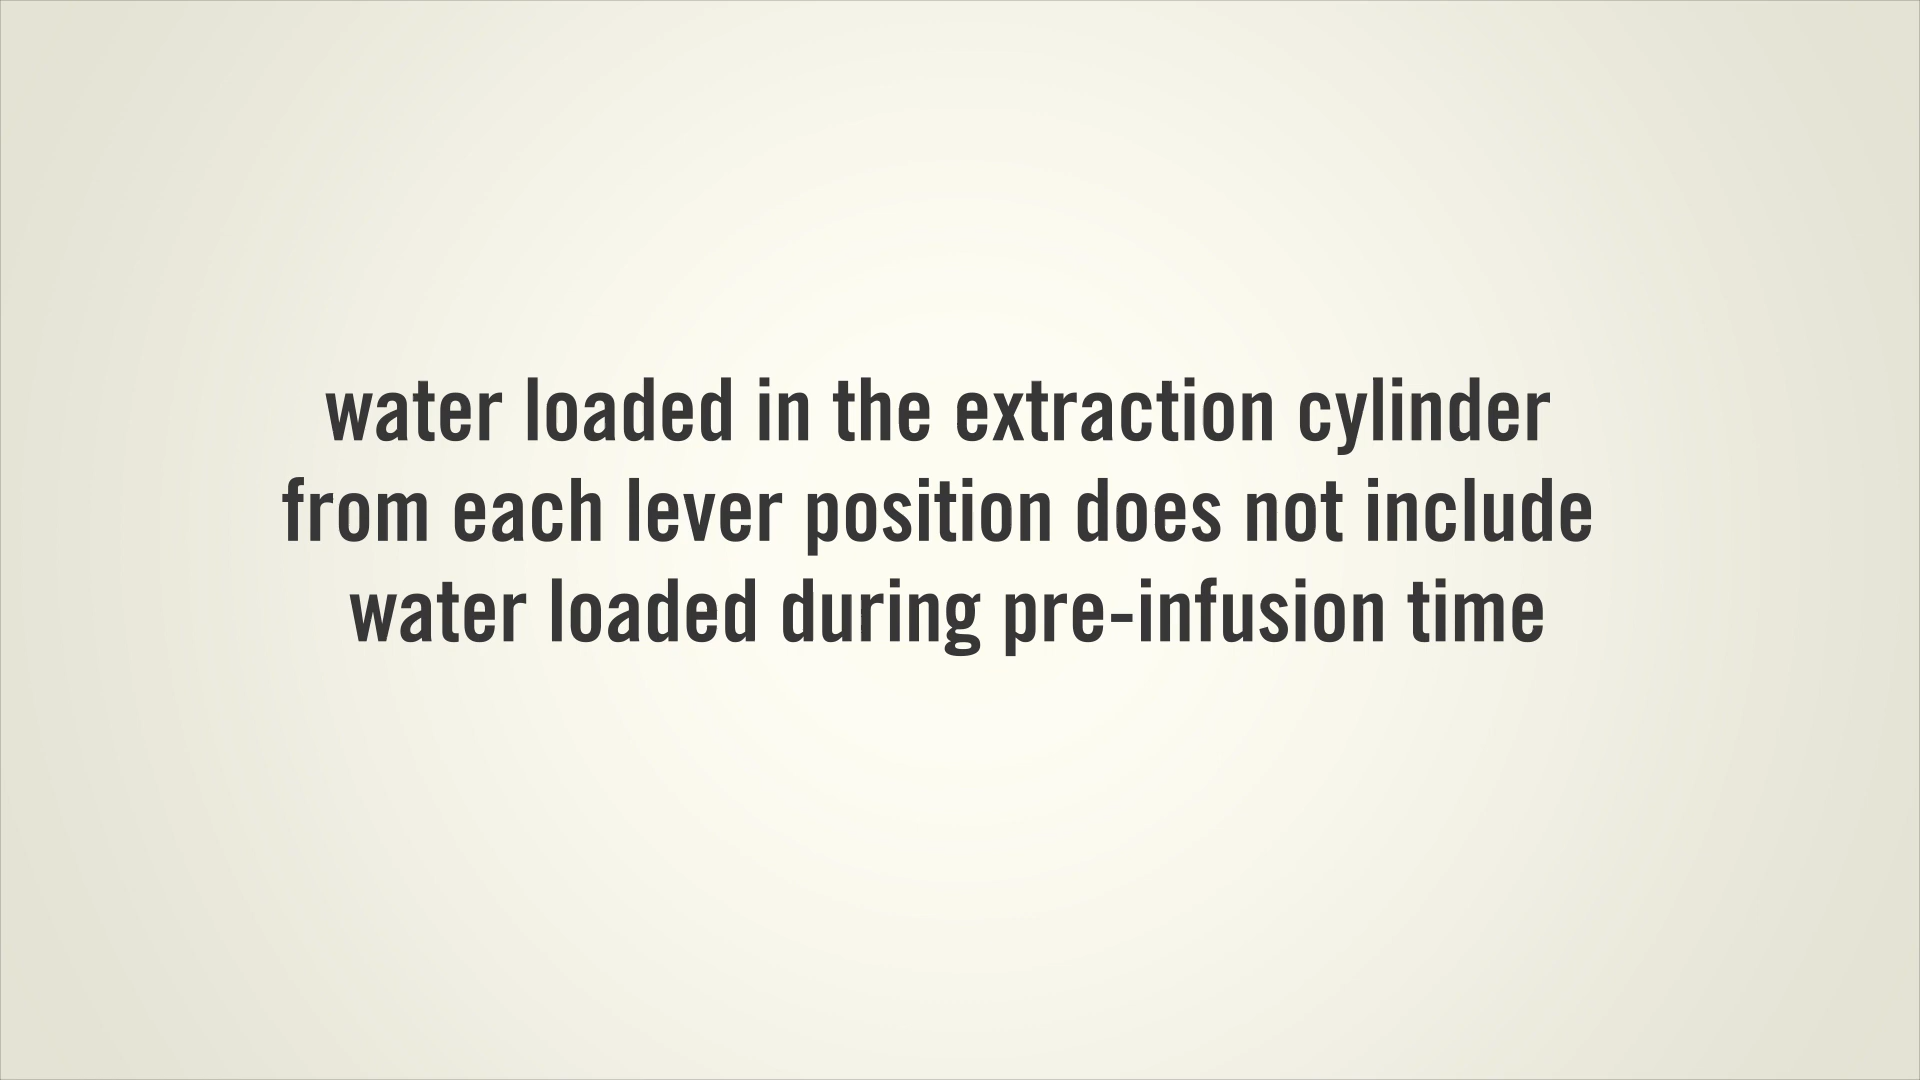 water loaded in the extraction cylinder
from each lever position does not include
water loaded during pre-infusion time